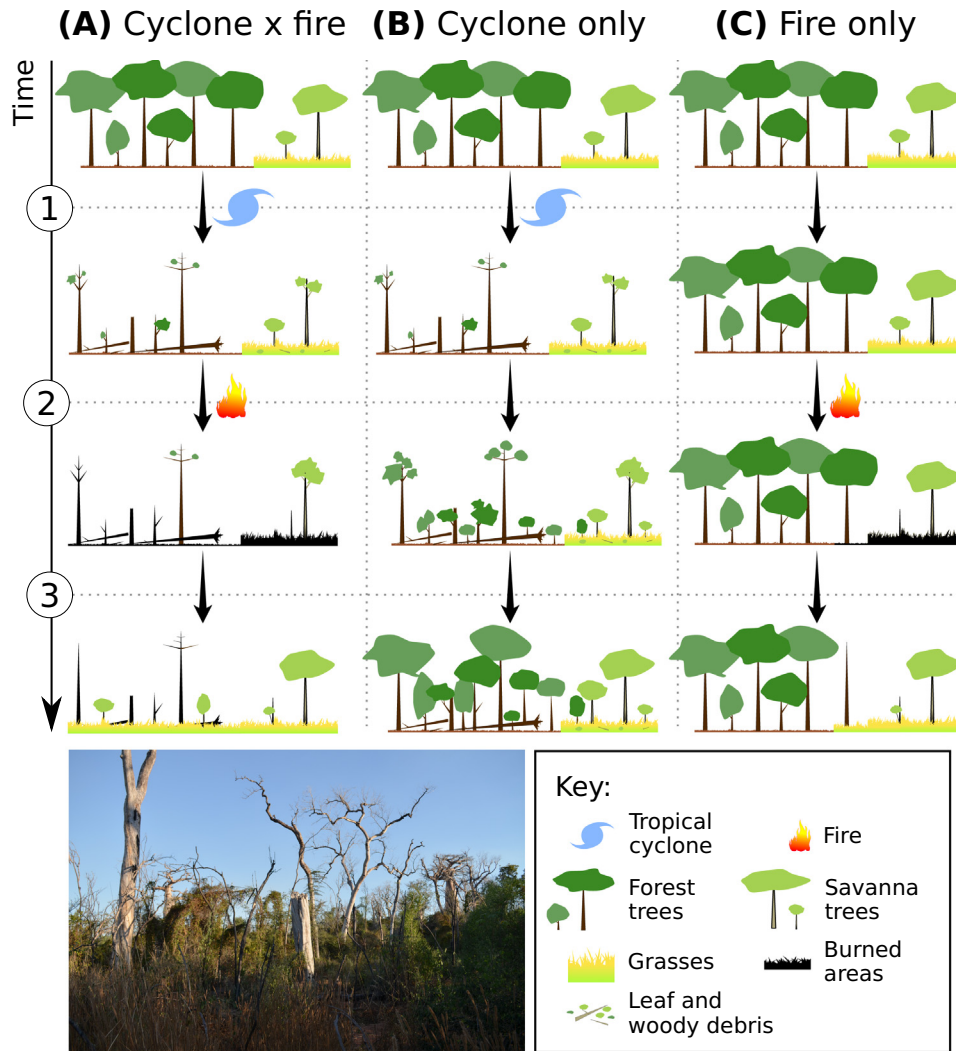 (A) Cyclone x fire
(B) Cyclone only
(C) Fire only
Time
1
2
3
Key:
Tropical
cyclone
Fire
Forest
trees
Savanna
trees
Grasses
Burned
areas
Leaf and
woody debris